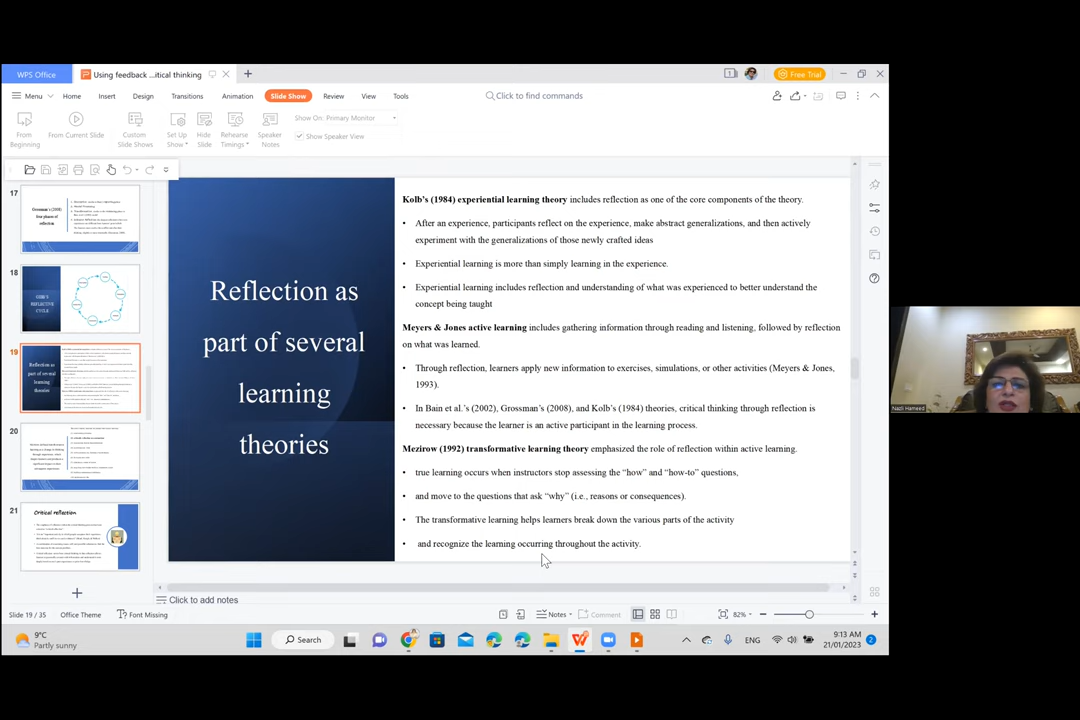 WPS Office
Using feedback ...itical thinking
Free Trial
Menu
Home
Insert
Design
Transitions
Animation
Slide Show
Review
View
Tools
Click to find commands
From Beginning
From Current Slide
Custom Slide Shows
Set Up Show
Hide Slide
Rehearse Timings
Speaker Notes
Show On: Primary Monitor
Show Speaker View
17
Grossman's (2008) four phases of reflection
18
GIBB'S REFLECTIVE CYCLE
19
Reflection as part of several learning theories
20
21
Critical reflection
Reflection as
part of several
learning
theories
Kolb's (1984) experiential learning theory includes reflection as one of the core components of the theory.
• After an experience, participants reflect on the experience, make abstract generalizations, and then actively
experiment with the generalizations of those newly crafted ideas
• Experiential learning is more than simply learning in the experience.
• Experiential learning includes reflection and understanding of what was experienced to better understand the
concept being taught
Meyers & Jones active learning includes gathering information through reading and listening, followed by reflection
on what was learned.
• Through reflection, learners apply new information to exercises, simulations, or other activities (Meyers & Jones,
1993).
• In Bain et al.'s (2002), Grossman's (2008), and Kolb's (1984) theories, critical thinking through reflection is
necessary because the learner is an active participant in the learning process.
Mezirow (1992) transformative learning theory emphasized the role of reflection within active learning.
• true learning occurs when instructors stop assessing the “how” and “how-to” questions,
• and move to the questions that ask “why” (i.e., reasons or consequences).
• The transformative learning helps learners break down the various parts of the activity
• and recognize the learning occurring throughout the activity.
Nazli Hameed
Click to add notes
Slide 19 / 35
Office Theme
Font Missing
Notes
Comment
82%
9°C
Partly sunny
Search
ENG
9:13 AM
21/01/2023
2